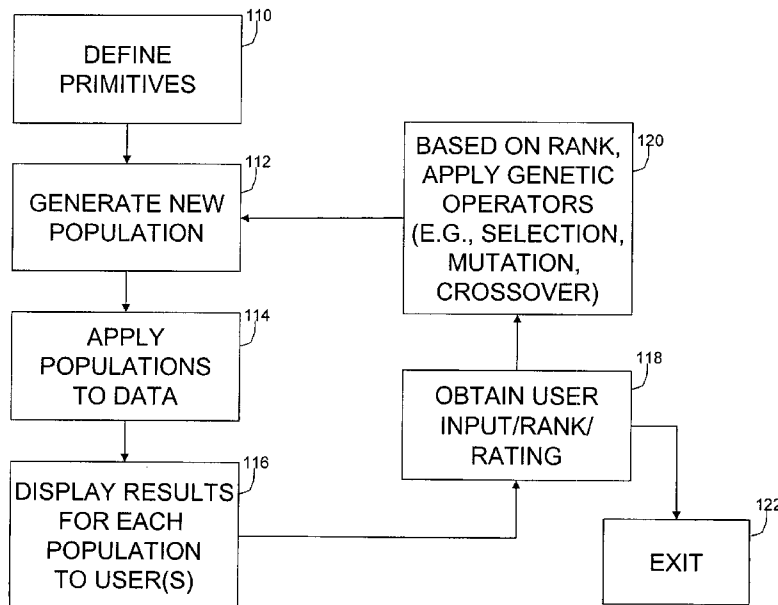 110
DEFINE
PRIMITIVES
112
GENERATE NEW
POPULATION
114
APPLY
POPULATIONS
TO DATA
116
DISPLAY RESULTS
FOR EACH
POPULATION
TO USER(S)
118
OBTAIN USER
INPUT/RANK/
RATING
120
BASED ON RANK,
APPLY GENETIC
OPERATORS
(E.G., SELECTION,
MUTATION,
CROSSOVER)
122
EXIT